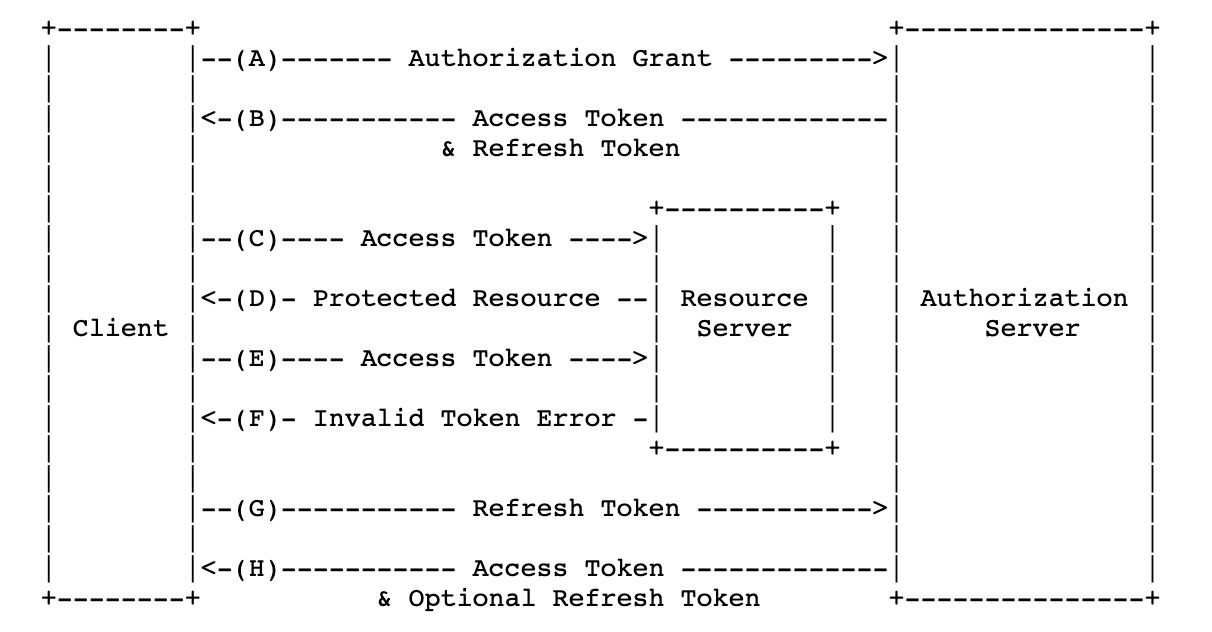 +--------+                                           +---------------+
|        |--(A)------- Authorization Grant --------->|               |
|        |                                           |               |
|        |<-(B)----------- Access Token -------------|               |
|        |               & Refresh Token             |               |
|        |                                           |               |
|        |                            +----------+   |               |
|        |--(C)---- Access Token ---->|          |   |               |
|        |                            |          |   |               |
|        |<-(D)- Protected Resource --| Resource |   | Authorization |
| Client |                            |  Server  |   |     Server    |
|        |--(E)---- Access Token ---->|          |   |               |
|        |                            |          |   |               |
|        |<-(F)- Invalid Token Error -|          |   |               |
|        |                            +----------+   |               |
|        |                                           |               |
|        |--(G)----------- Refresh Token ----------->|               |
|        |                                           |               |
|        |<-(H)----------- Access Token -------------|               |
+--------+           & Optional Refresh Token        +---------------+